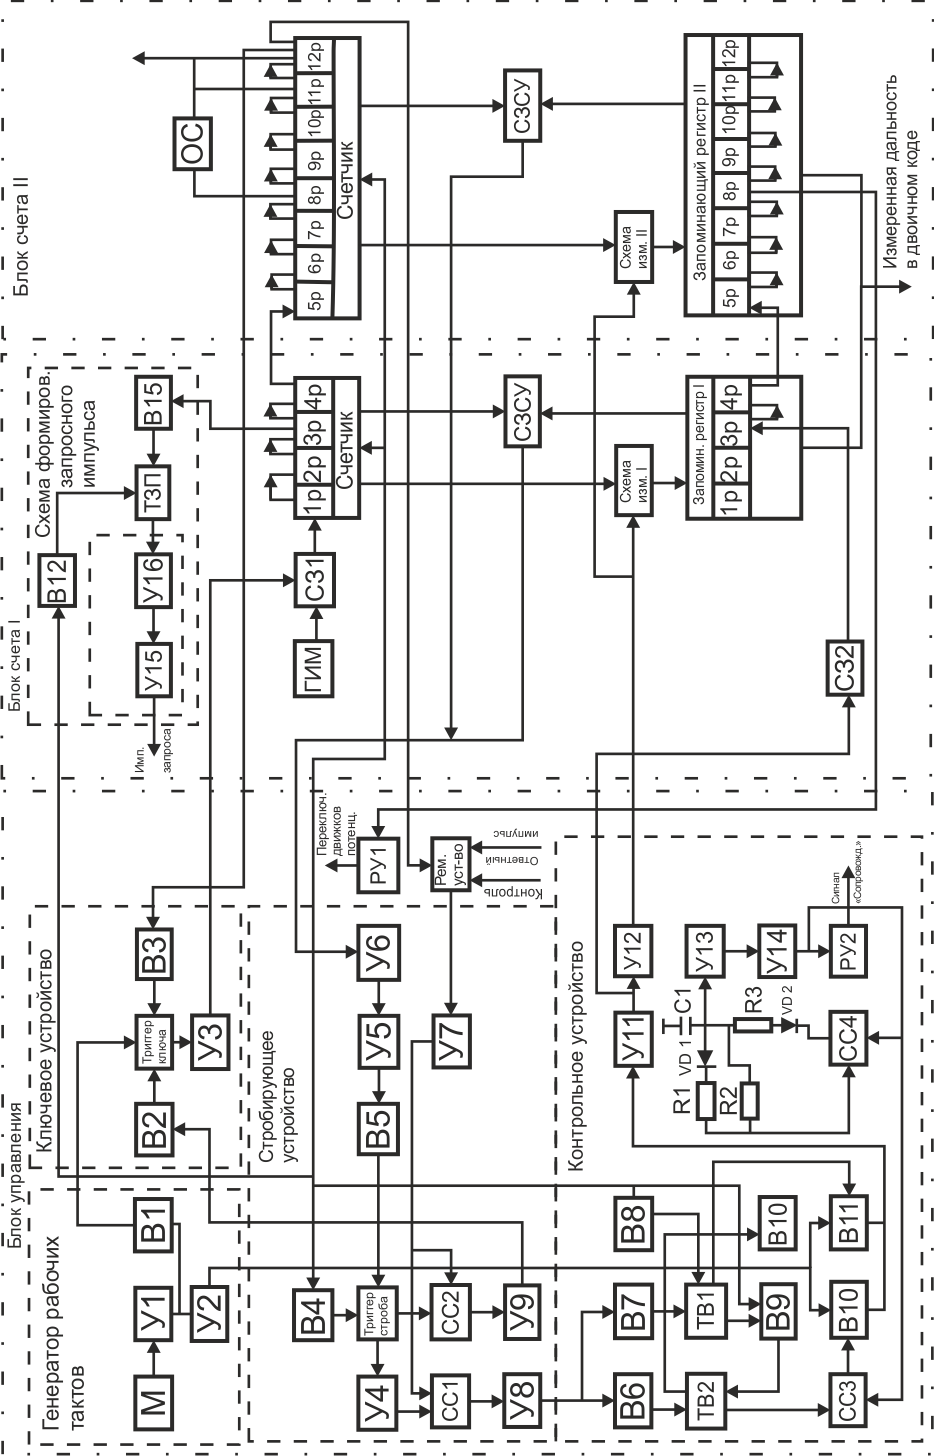 Блок счета II
ОС
5р
6р
7р
8р
9р
10р
11р
12р
Счетчик
СЗСУ
Схема
изм. II
Запоминающий регистр II
5р
6р
7р
8р
9р
10р
11р
12р
Измеренная дальность
в двоичном коде
Блок счета I
Схема формиров.
запросного
импульса
В12
В15
ТЗП
У16
У15
Имп.
запроса
1р
2р
3р
4р
Счетчик
СЗ1
ГИМ
СЗСУ
Схема
изм. I
Запомин. регистр I
1р
2р
3р
4р
СЗ2
Блок управления
Генератор рабочих
тактов
М
У1
У2
В1
Ключевое устройство
В2
Триггер
ключа
В3
У3
Стробирующее
устройство
В4
Триггер
строба
У4
В5
У5
У6
СС1
СС2
У7
У8
У9
РУ1
Переключ.
движков
потенц.
Рем.
уст-во
Контроль
Ответный
импульс
Контрольное устройство
В6
В7
В8
ТВ1
ТВ2
В9
В10
В10
В11
СС3
СС4
У11
У12
У13
У14
РУ2
Сигнал
«Сопровожд.»
С1
VD 1
R1
R2
R3
VD 2